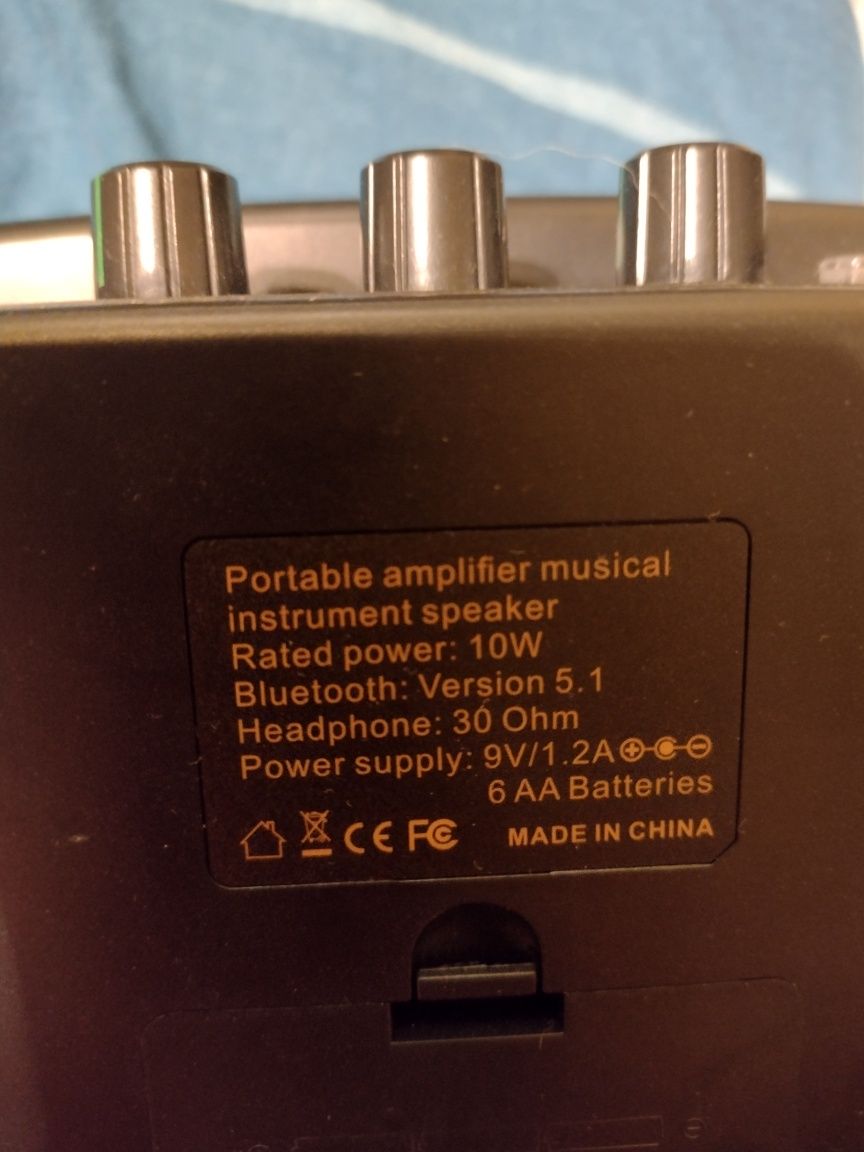 Portable amplifier musical
instrument speaker
Rated power: 10W
Bluetooth: Version 5.1
Headphone: 30 Ohm
Power supply: 9V/1.2A
6 AA Batteries
CE FC MADE IN CHINA